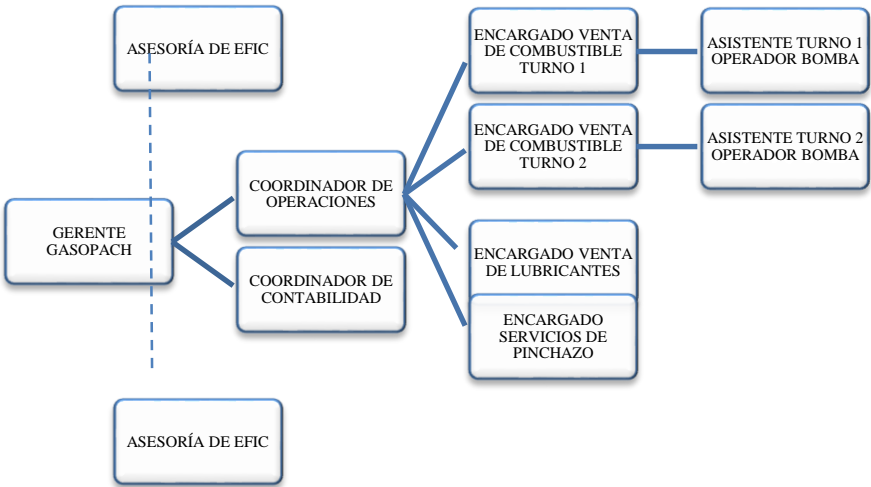 ASESORÍA DE EFIC
GERENTE
GASOPACH
COORDINADOR DE
OPERACIONES
COORDINADOR DE
CONTABILIDAD
ENCARGADO VENTA
DE COMBUSTIBLE
TURNO 1
ASISTENTE TURNO 1
OPERADOR BOMBA
ENCARGADO VENTA
DE COMBUSTIBLE
TURNO 2
ASISTENTE TURNO 2
OPERADOR BOMBA
ENCARGADO VENTA
DE LUBRICANTES
ENCARGADO
SERVICIOS DE
PINCHAZO
ASESORÍA DE EFIC